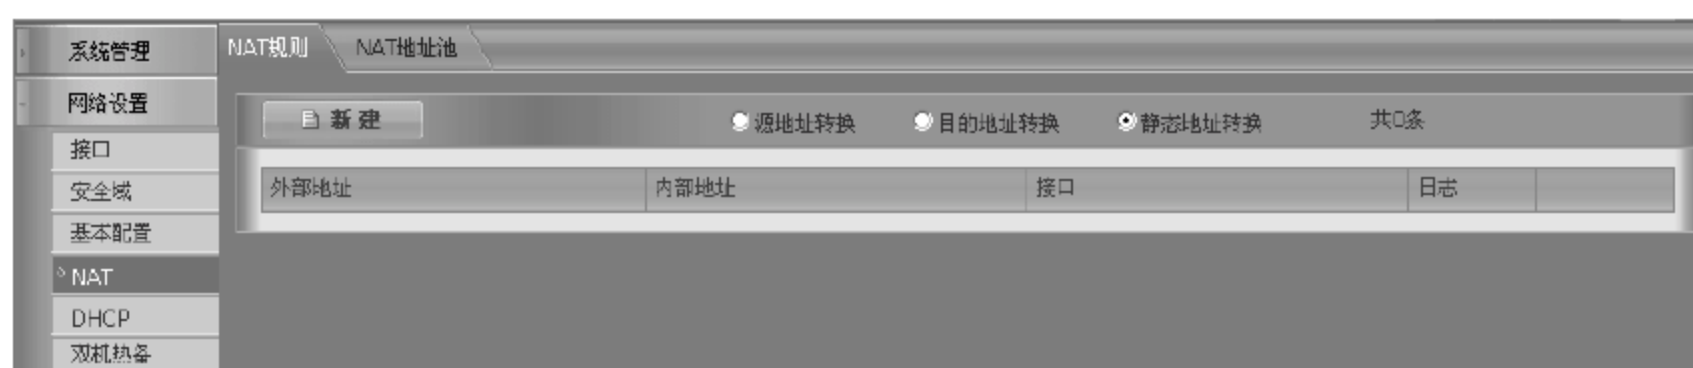 系统管理
NAT规则 NAT地址池
网络设置
新建 源地址转换 目的地址转换 静态地址转换 共0条
接口
安全域
外部地址 内部地址 接口 日志
基本配置
NAT
DHCP
双机热备